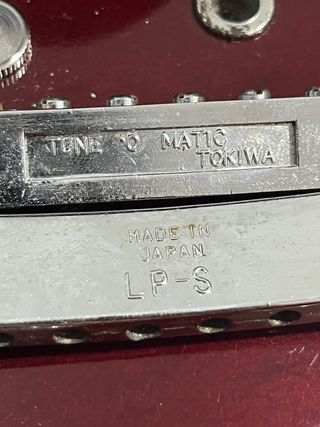 TUNE O MATIC
TOKIWA
MADE IN
JAPAN
LP-S